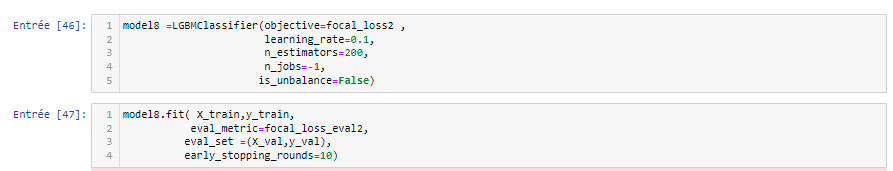 Entrée [46]: 1 model8 =LGBMClassifier(objective=focal_loss2 ,
2 learning_rate=0.1,
3 n_estimators=200,
4 n_jobs=-1,
5 is_unbalance=False)
Entrée [47]: 1 model8.fit( X_train,y_train,
2 eval_metric=focal_loss_eval2,
3 eval_set =(X_val,y_val),
4 early_stopping_rounds=10)